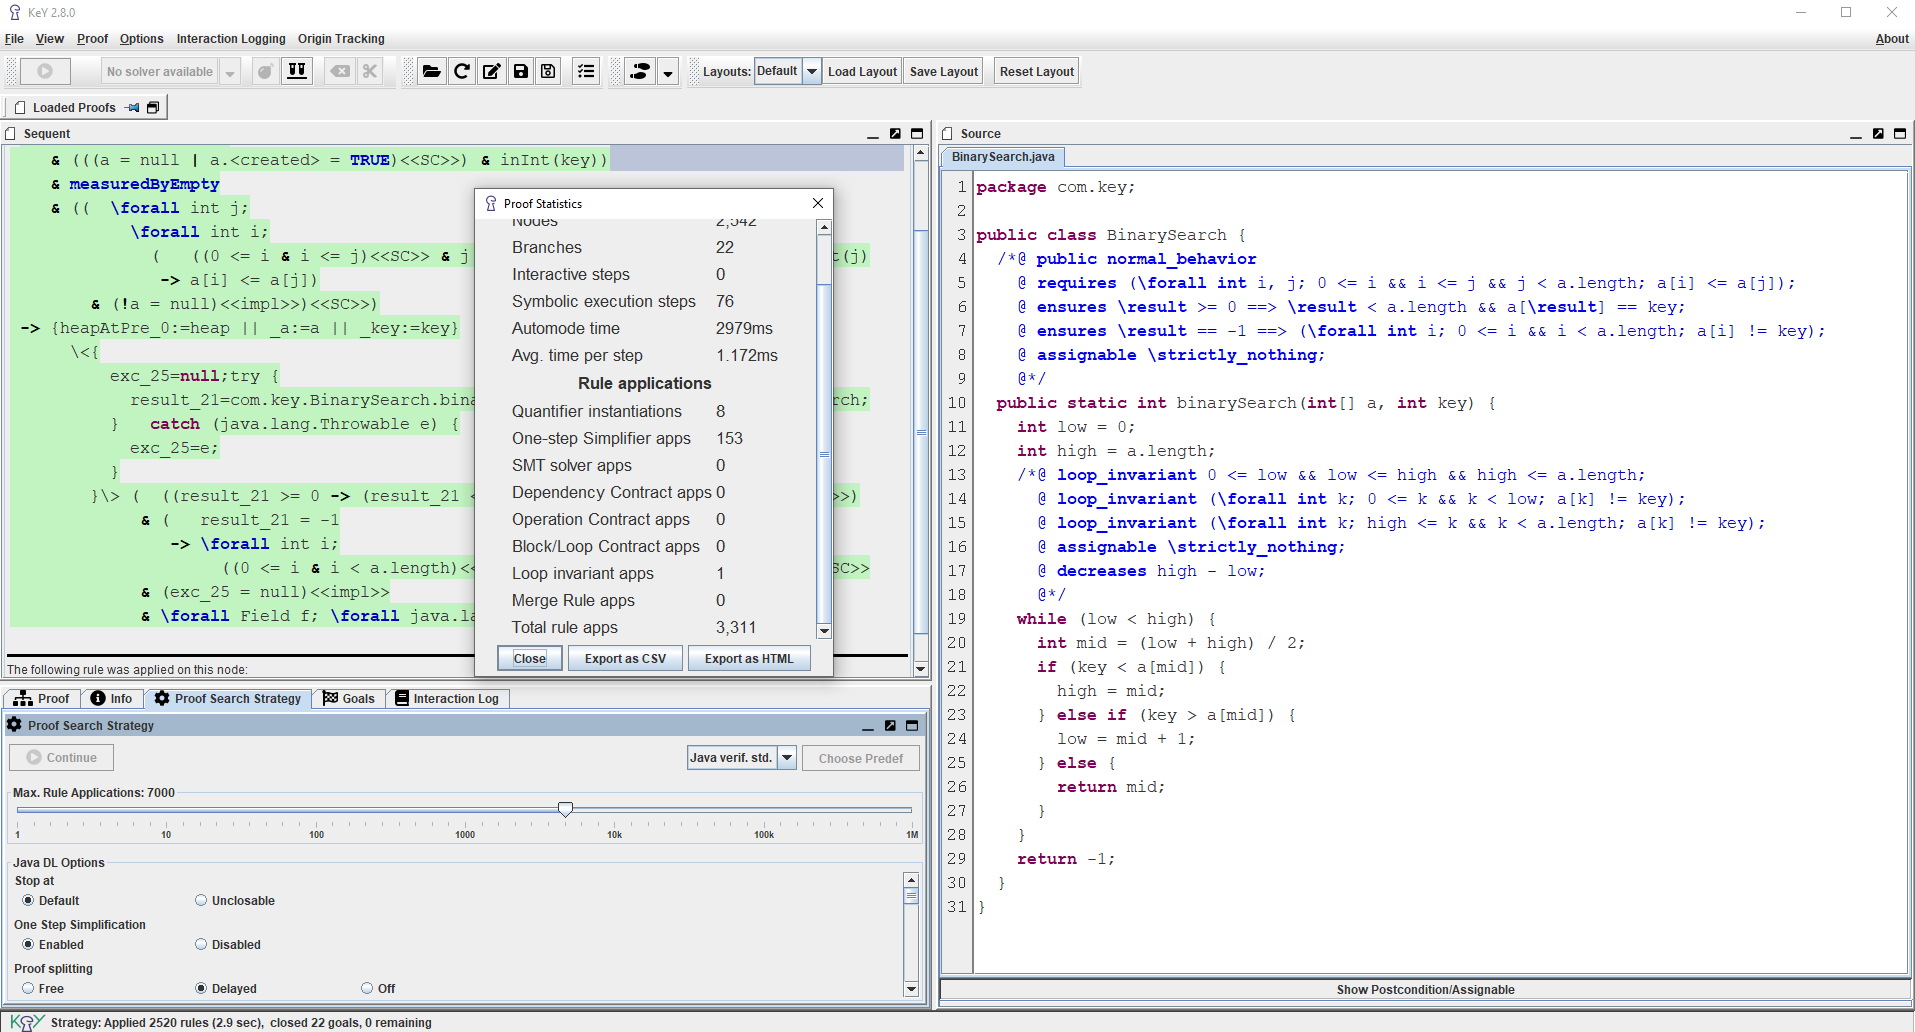 KeY 2.8.0
File View Proof Options Interaction Logging Origin Tracking About
No solver available
Layouts: Default Load Layout Save Layout Reset Layout
Loaded Proofs
Sequent
& (((a = null | a.<created> = TRUE)<<SC>>) & inInt(key))
& measuredByEmpty
& (( \forall int j;
\forall int i;
( ((0 <= i & i <= j)<<SC>> & j
t(j)
-> a[i] <= a[j])
& (!a = null)<<impl>>)<<SC>>)
-> {heapAtPre_0:=heap || _a:=a || _key:=key}
\<{
exc_25=null;try {
result_21=com.key.BinarySearch.bina
rch;
} catch (java.lang.Throwable e) {
exc_25=e;
}
}\> ( ((result_21 >= 0 -> (result_21 <
>>)
& ( result_21 = -1
-> \forall int i;
((0 <= i & i < a.length)<<
SC>>
& (exc_25 = null)<<impl>>
& \forall Field f; \forall java.la
The following rule was applied on this node:
Proof Statistics
Nodes 2,542
Branches 22
Interactive steps 0
Symbolic execution steps 76
Automode time 2979ms
Avg. time per step 1.172ms
Rule applications
Quantifier instantiations 8
One-step Simplifier apps 153
SMT solver apps 0
Dependency Contract apps 0
Operation Contract apps 0
Block/Loop Contract apps 0
Loop invariant apps 1
Merge Rule apps 0
Total rule apps 3,311
Close Export as CSV Export as HTML
Proof Info Proof Search Strategy Goals Interaction Log
Proof Search Strategy
Continue Java verif. std. Choose Predef
Max. Rule Applications: 7000
1 10 100 1000 10k 100k 1M
Java DL Options
Stop at
Default Unclosable
One Step Simplification
Enabled Disabled
Proof splitting
Free Delayed Off
Source
BinarySearch.java
1 package com.key;
2
3 public class BinarySearch {
4 /*@ public normal_behavior
5 @ requires (\forall int i, j; 0 <= i && i <= j && j < a.length; a[i] <= a[j]);
6 @ ensures \result >= 0 ==> \result < a.length && a[\result] == key;
7 @ ensures \result == -1 ==> (\forall int i; 0 <= i && i < a.length; a[i] != key);
8 @ assignable \strictly_nothing;
9 @*/
10 public static int binarySearch(int[] a, int key) {
11 int low = 0;
12 int high = a.length;
13 /*@ loop_invariant 0 <= low && low <= high && high <= a.length;
14 @ loop_invariant (\forall int k; 0 <= k && k < low; a[k] != key);
15 @ loop_invariant (\forall int k; high <= k && k < a.length; a[k] != key);
16 @ assignable \strictly_nothing;
17 @ decreases high - low;
18 @*/
19 while (low < high) {
20 int mid = (low + high) / 2;
21 if (key < a[mid]) {
22 high = mid;
23 } else if (key > a[mid]) {
24 low = mid + 1;
25 } else {
26 return mid;
27 }
28 }
29 return -1;
30 }
31 }
Show Postcondition/Assignable
KeY Strategy: Applied 2520 rules (2.9 sec), closed 22 goals, 0 remaining